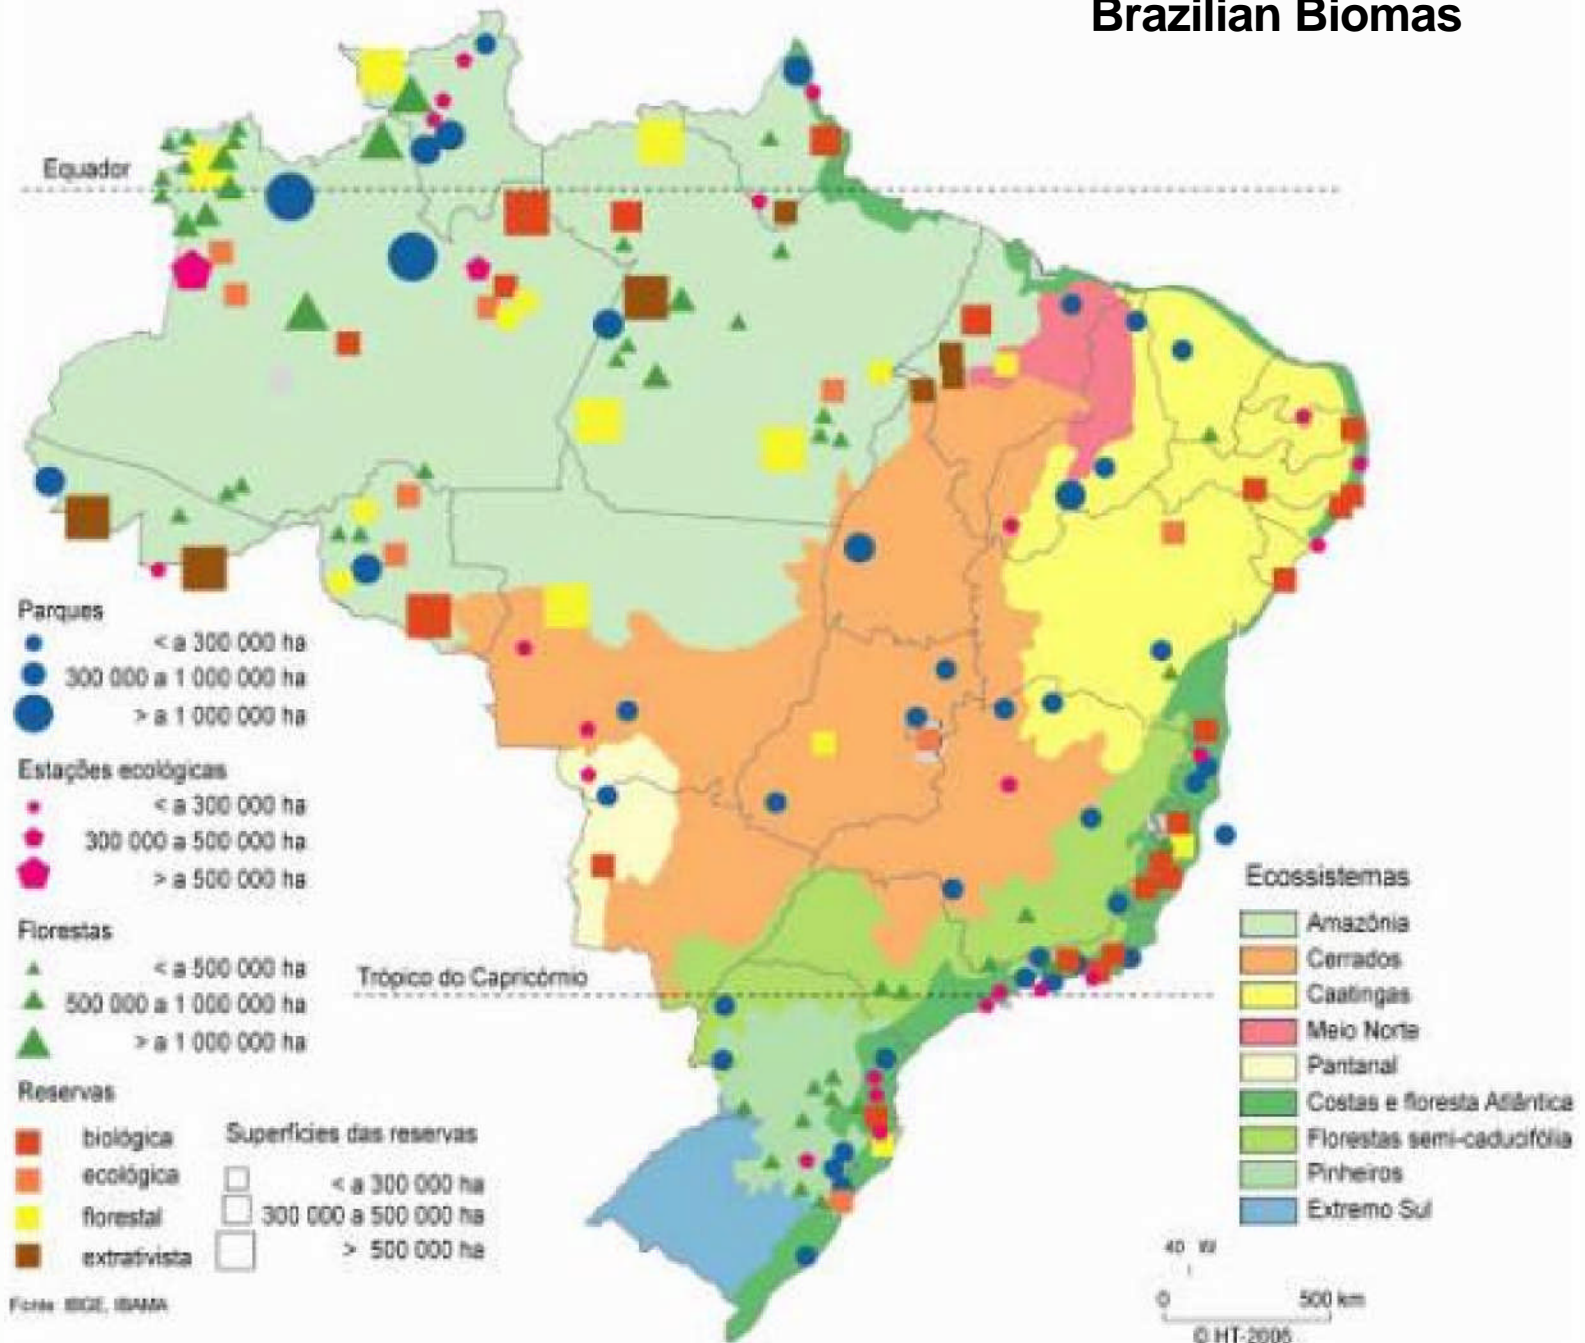 Brazilian Biomas
Equador
Trópico do Capricórnio
Parques
< a 300 000 ha
300 000 a 1 000 000 ha
> a 1 000 000 ha
Estações ecológicas
< a 300 000 ha
300 000 a 500 000 ha
> a 500 000 ha
Florestas
< a 500 000 ha
500 000 a 1 000 000 ha
> a 1 000 000 ha
Reservas
biológica
ecológica
florestal
extrativista
Superfícies das reservas
< a 300 000 ha
300 000 a 500 000 ha
> 500 000 ha
Fonte IBGE, IBAMA
Ecossistemas
Amazônia
Cerrados
Caatingas
Meio Norte
Pantanal
Costas e floresta Atlântica
Florestas semi-caducifólia
Pinheiros
Extremo Sul
40 W
0 500 km
© HT-2005